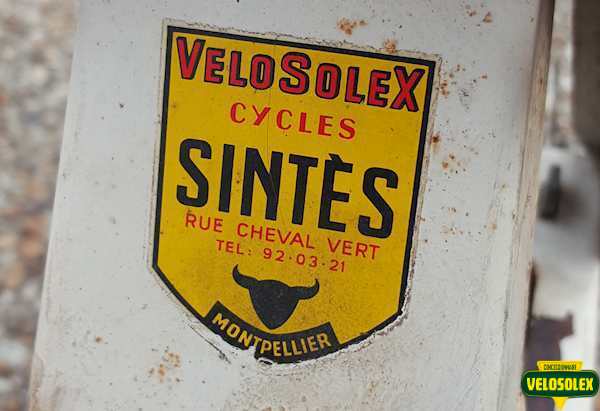 VELOSOLEX
CYCLES
SINTÈS
RUE CHEVAL VERT
TEL: 92-03-21
MONTPELLIER
CONCESSIONNAIRE
VELOSOLEX